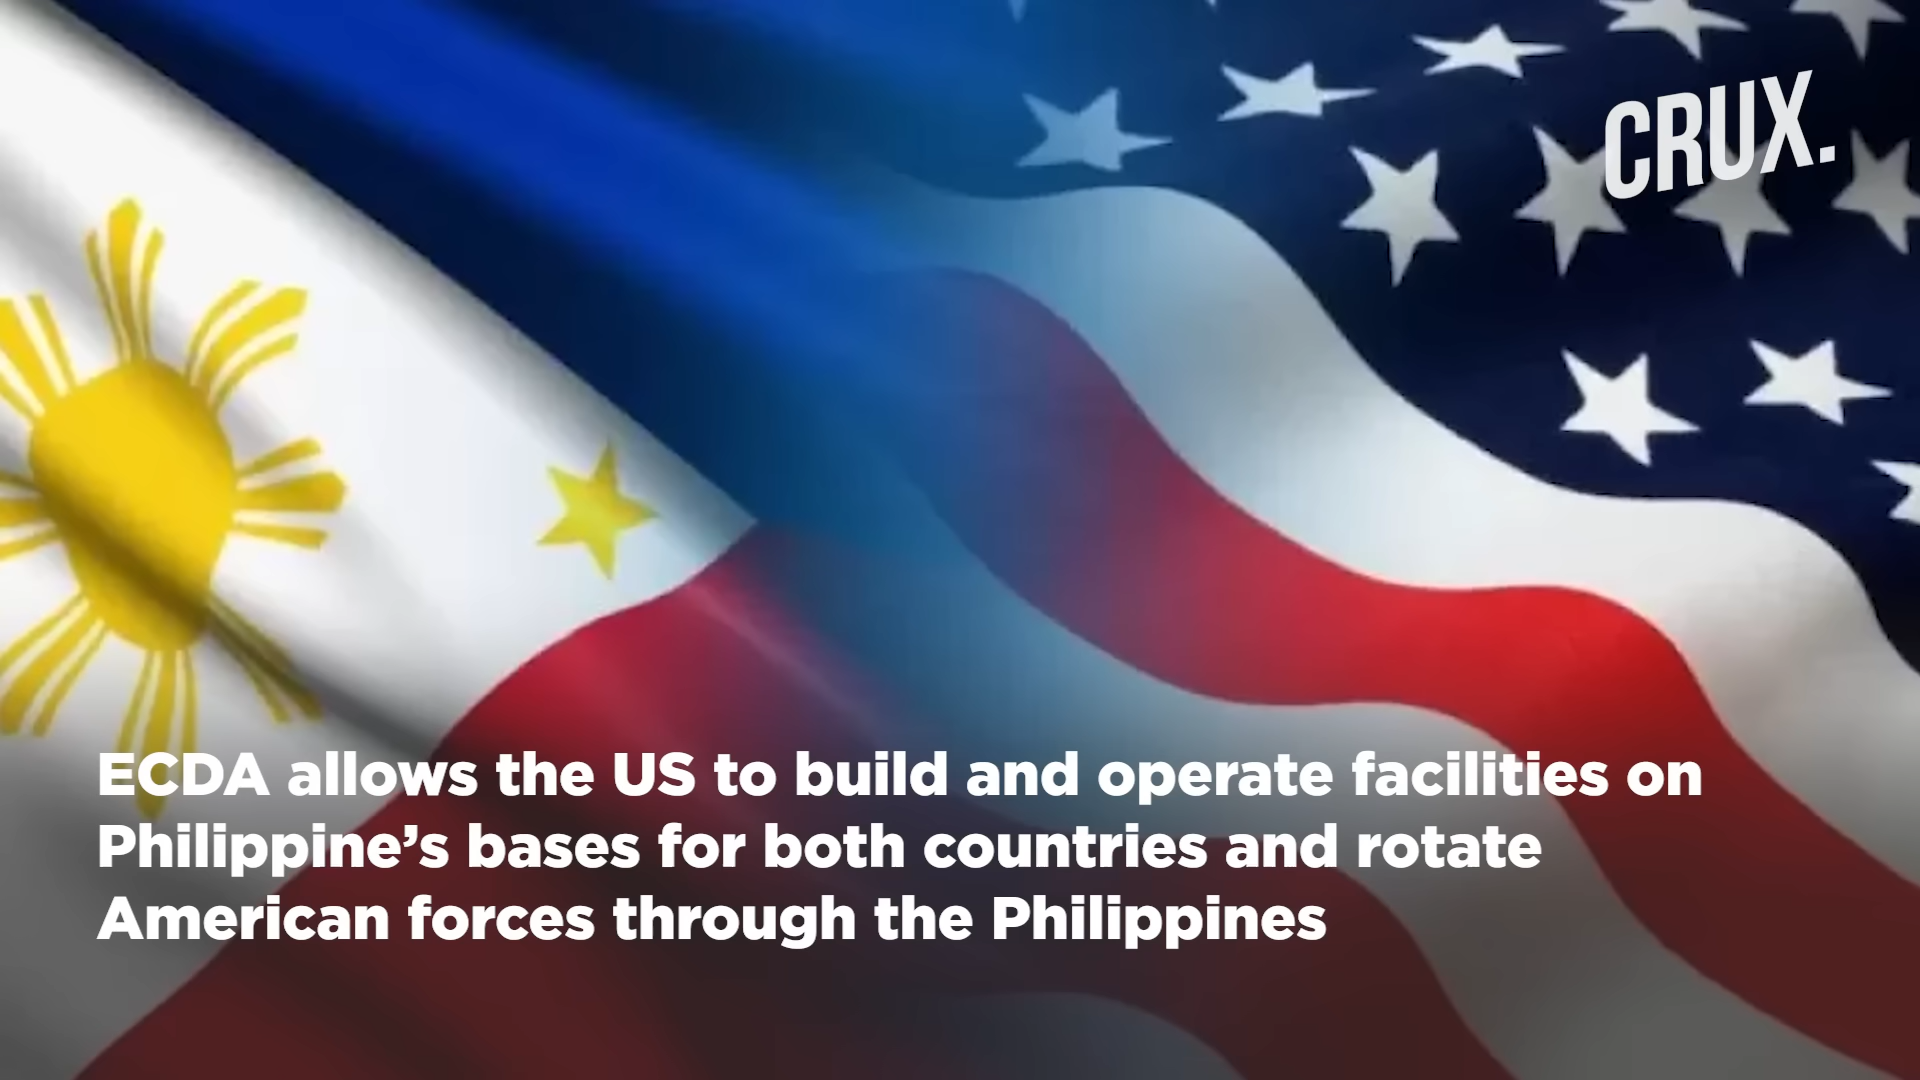 CRUX.
ECDA allows the US to build and operate facilities on
Philippine’s bases for both countries and rotate
American forces through the Philippines